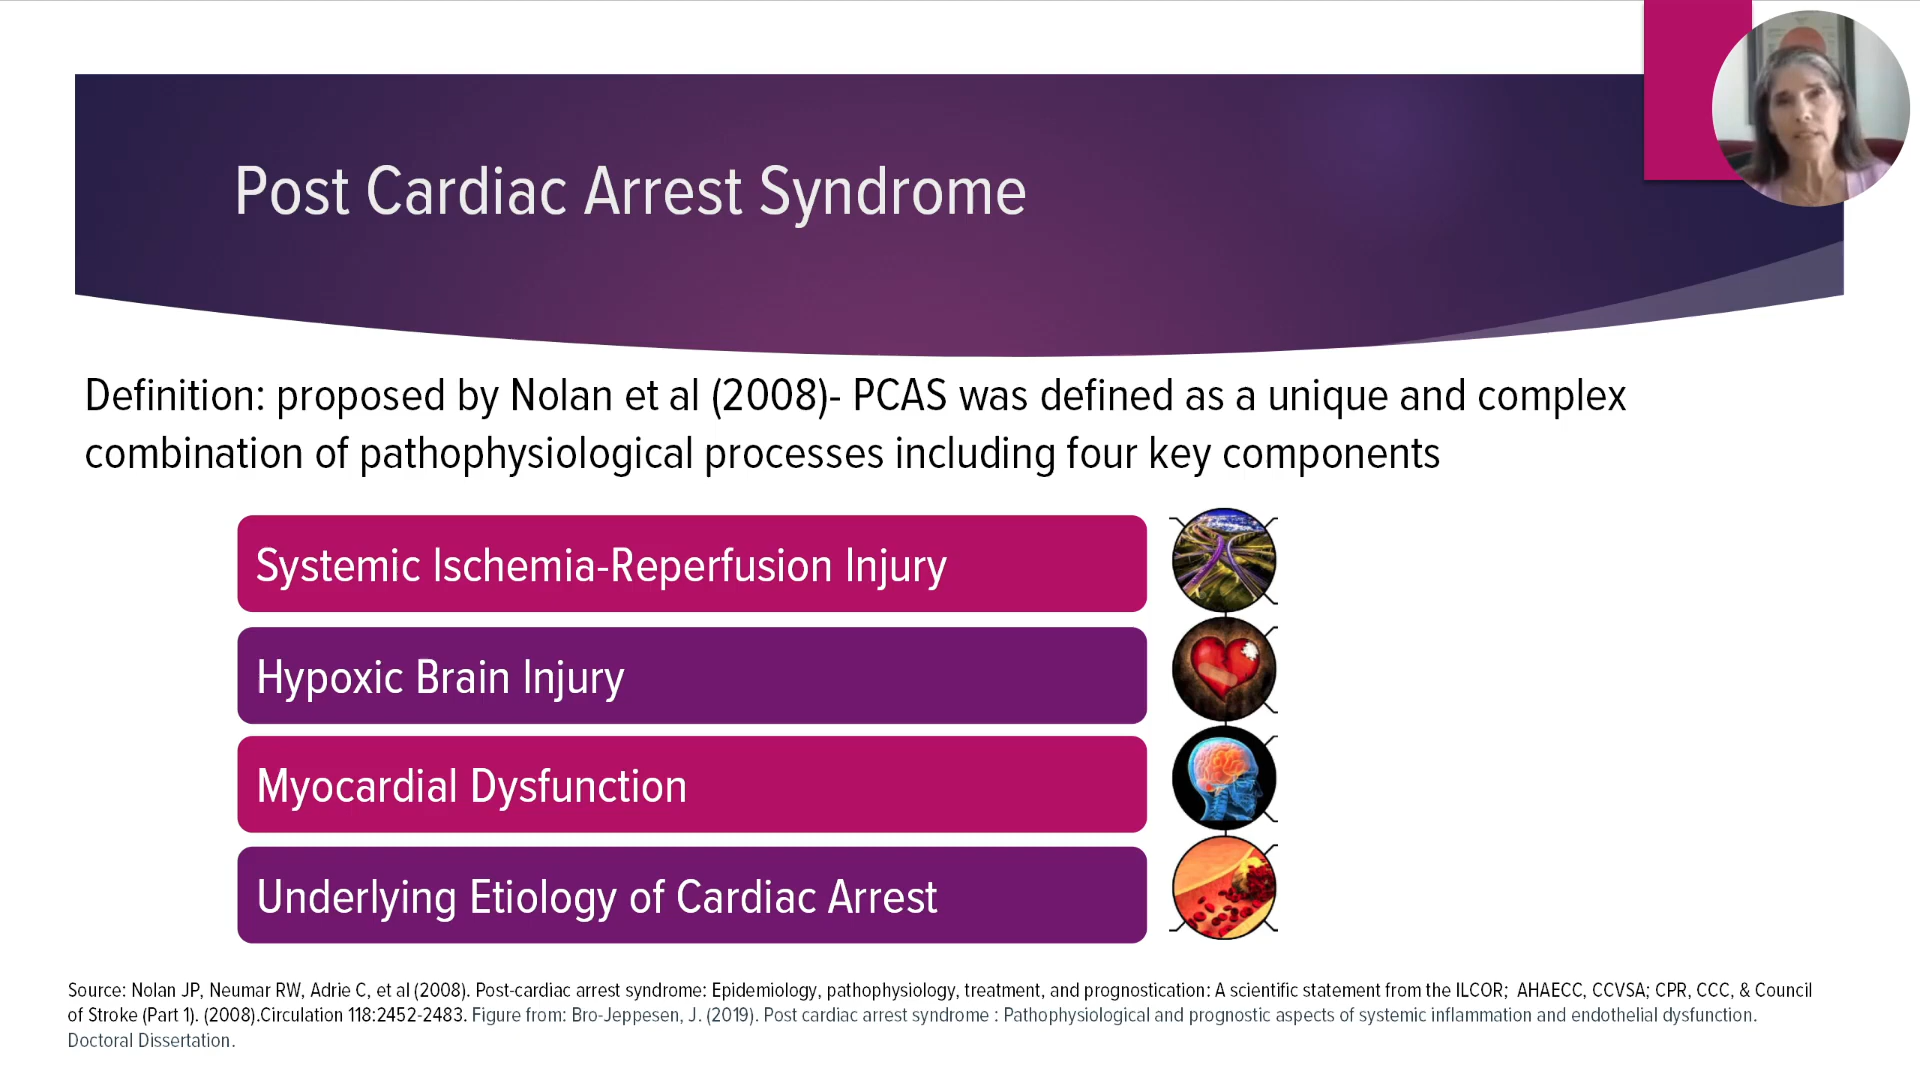 Post Cardiac Arrest Syndrome
Definition: proposed by Nolan et al (2008)- PCAS was defined as a unique and complex
combination of pathophysiological processes including four key components
Systemic Ischemia-Reperfusion Injury
Hypoxic Brain Injury
Myocardial Dysfunction
Underlying Etiology of Cardiac Arrest
Source: Nolan JP, Neumar RW, Adrie C, et al (2008). Post-cardiac arrest syndrome: Epidemiology, pathophysiology, treatment, and prognostication: A scientific statement from the ILCOR;  AHAECC, CCVSA; CPR, CCC, & Council
of Stroke (Part 1). (2008).Circulation 118:2452-2483. Figure from: Bro-Jeppesen, J. (2019). Post cardiac arrest syndrome : Pathophysiological and prognostic aspects of systemic inflammation and endothelial dysfunction.
Doctoral Dissertation.